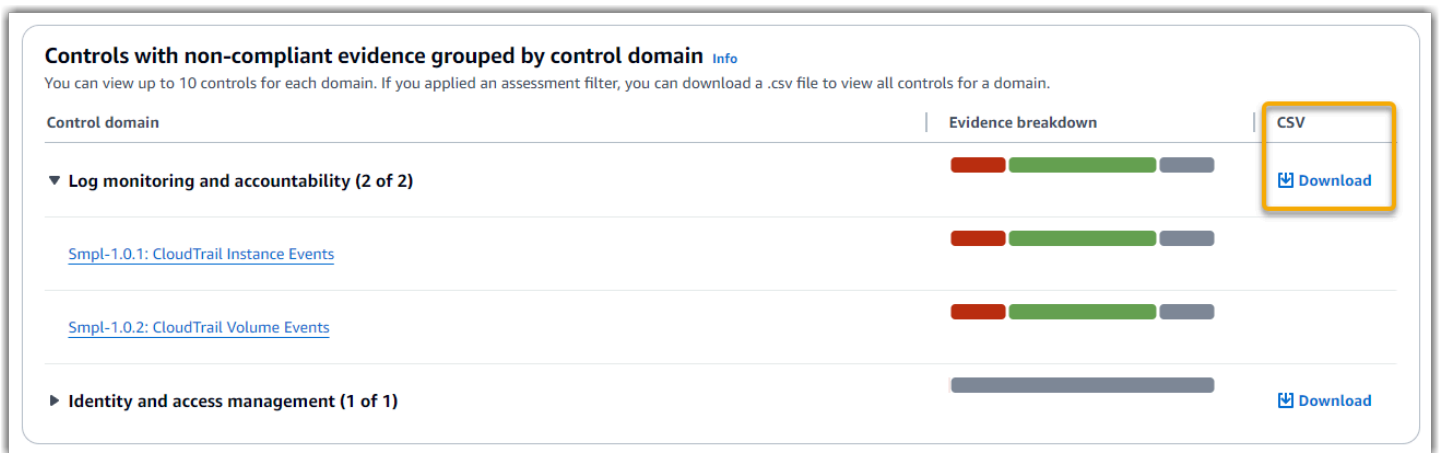 Controls with non-compliant evidence grouped by control domain Info
You can view up to 10 controls for each domain. If you applied an assessment filter, you can download a .csv file to view all controls for a domain.
Control domain Evidence breakdown CSV
Log monitoring and accountability (2 of 2) Download
Smpl-1.0.1: CloudTrail Instance Events
Smpl-1.0.2: CloudTrail Volume Events
Identity and access management (1 of 1) Download